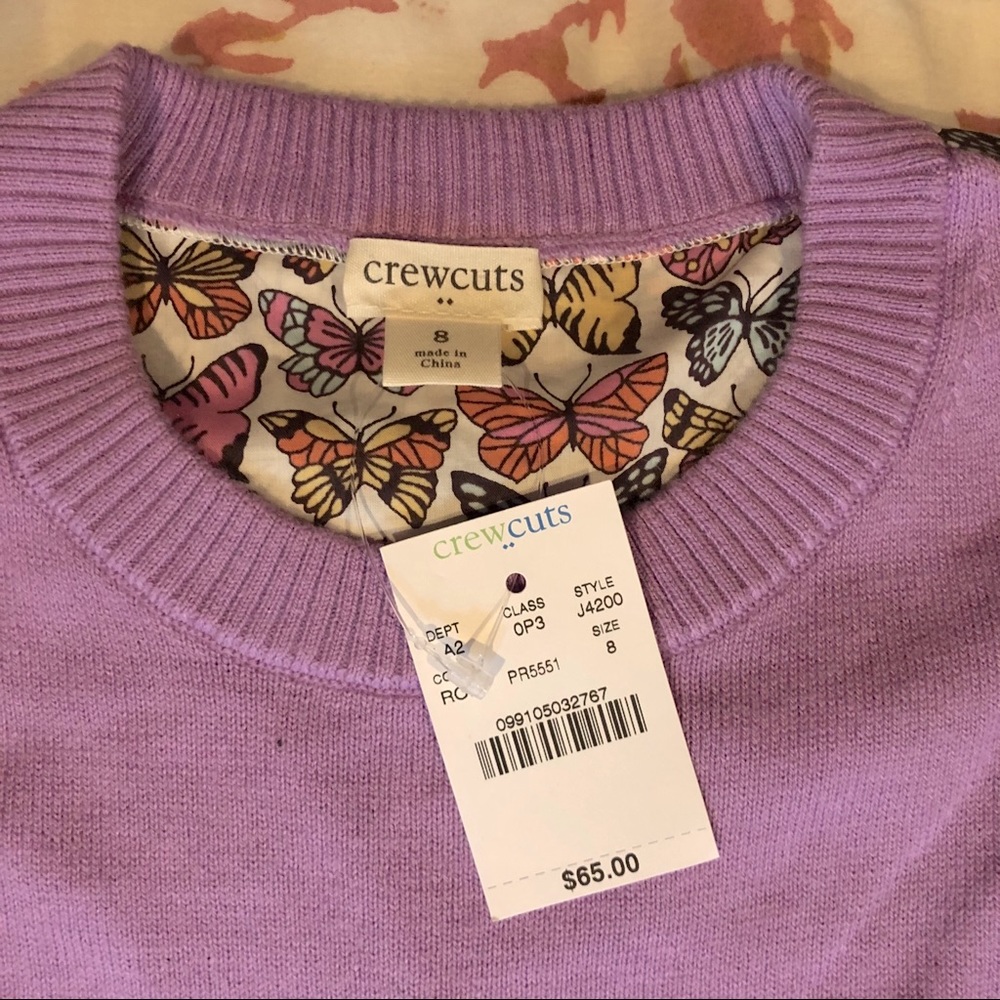 crewcuts
8
made in
China
crewcuts
DEPT CLASS STYLE
A2 0P3 J4200
SIZE
8
PR5551
099105032767
$65.00